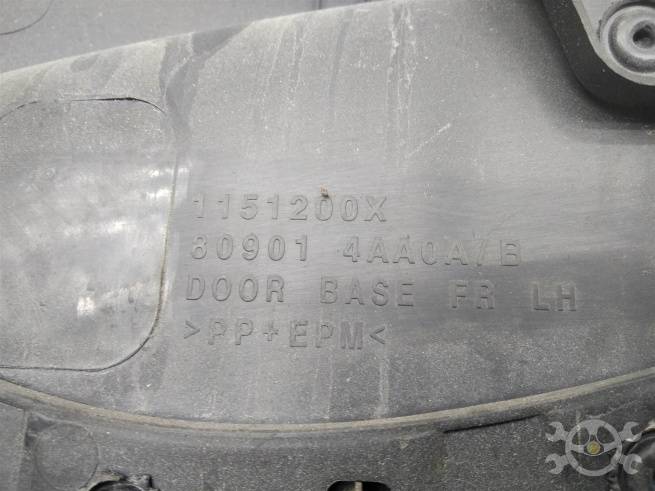 1151200X
80901 4AA0A/B
DOOR BASE FR LH
>PP+EPM<